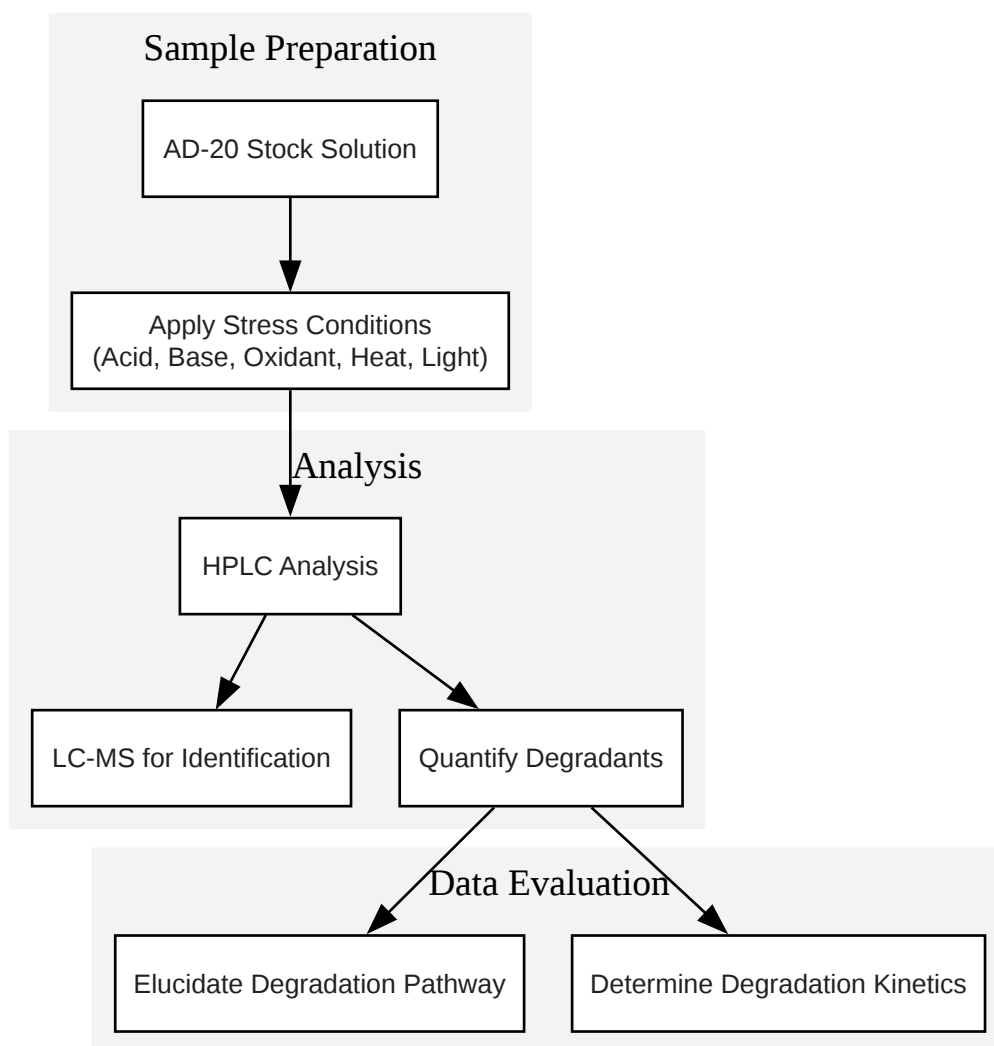 Sample Preparation
AD-20 Stock Solution
Apply Stress Conditions
(Acid, Base, Oxidant, Heat, Light)
Analysis
HPLC Analysis
LC-MS for Identification
Quantify Degradants
Data Evaluation
Elucidate Degradation Pathway
Determine Degradation Kinetics